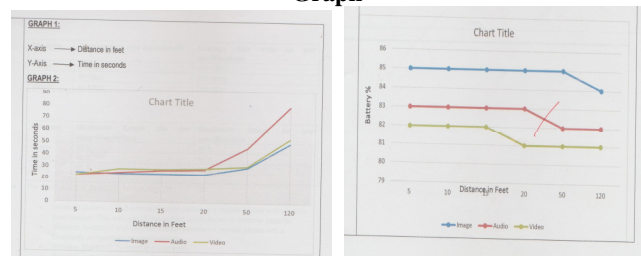 Graph
GRAPH 1:
X-axis → Distance in feet
Y-Axis → Time in seconds
GRAPH 2:
Chart Title
Time in seconds
90
80
70
60
50
40
30
20
10
0
5 10 15 20 50 120
Distance in Feet
Image Audio Video
Chart Title
Battery %
86
85
84
83
82
81
80
79
5 10 10 20 50 120
Distance in Feet
Image Audio Video